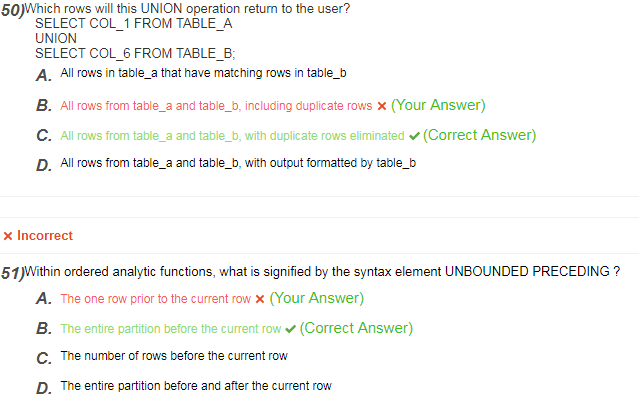 50)Which rows will this UNION operation return to the user?
SELECT COL_1 FROM TABLE_A
UNION
SELECT COL_6 FROM TABLE_B;
A. All rows in table_a that have matching rows in table_b
B. All rows from table_a and table_b, including duplicate rows ✖ (Your Answer)
C. All rows from table_a and table_b, with duplicate rows eliminated ✔ (Correct Answer)
D. All rows from table_a and table_b, with output formatted by table_b
✖ Incorrect
51)Within ordered analytic functions, what is signified by the syntax element UNBOUNDED PRECEDING ?
A. The one row prior to the current row ✖ (Your Answer)
B. The entire partition before the current row ✔ (Correct Answer)
C. The number of rows before the current row
D. The entire partition before and after the current row